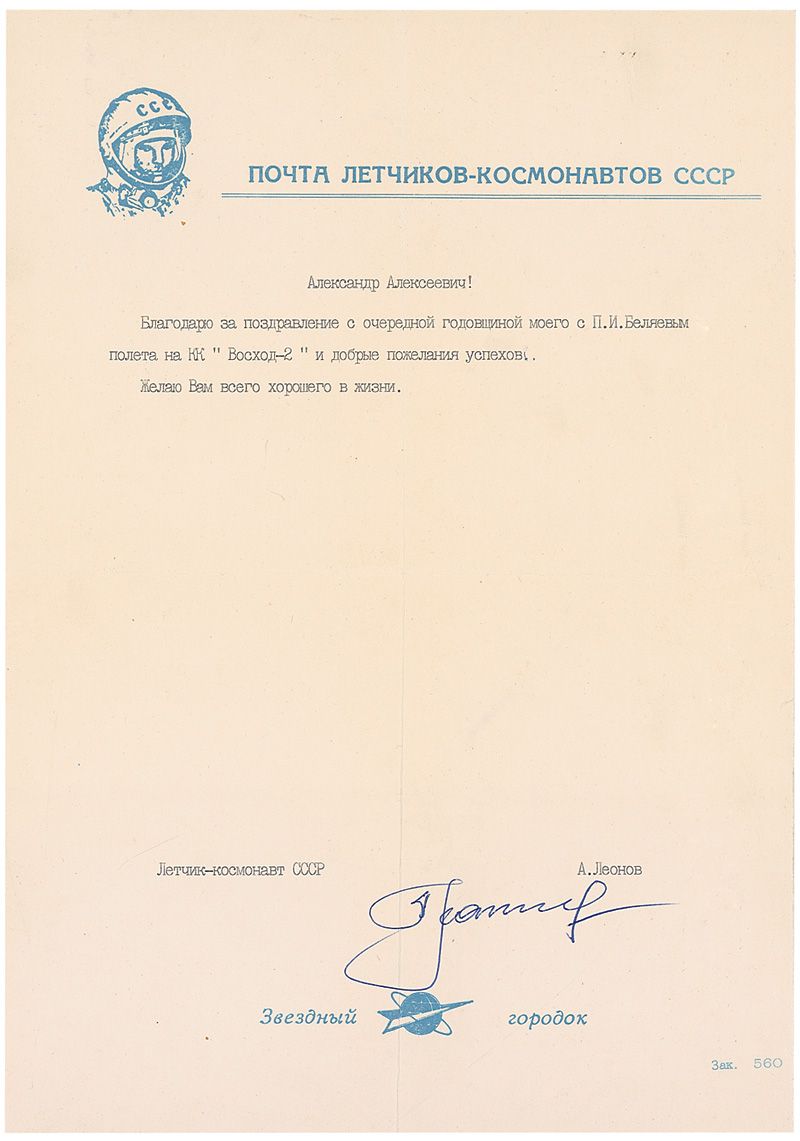 СССР
ПОЧТА ЛЕТЧИКОВ-КОСМОНАВТОВ СССР
Александр Алексеевич!
Благодарю за поздравление с очередной годовщиной моего с П.И.Беляевым
полета на КК " Восход-2 " и добрые пожелания успехов..
Желаю Вам всего хорошего в жизни.
Летчик-космонавт СССР А.Леонов
Звездный городок
Зак. 560